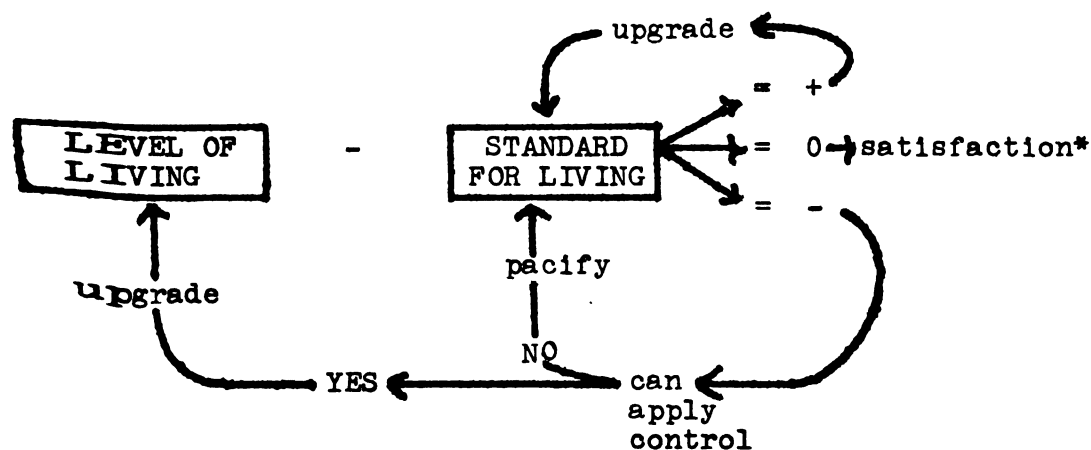 upgrade
= +
LEVEL OF
LIVING
-
STANDARD
FOR LIVING
= 0 satisfaction*
= -
pacify
upgrade
NO
YES
can
apply
control